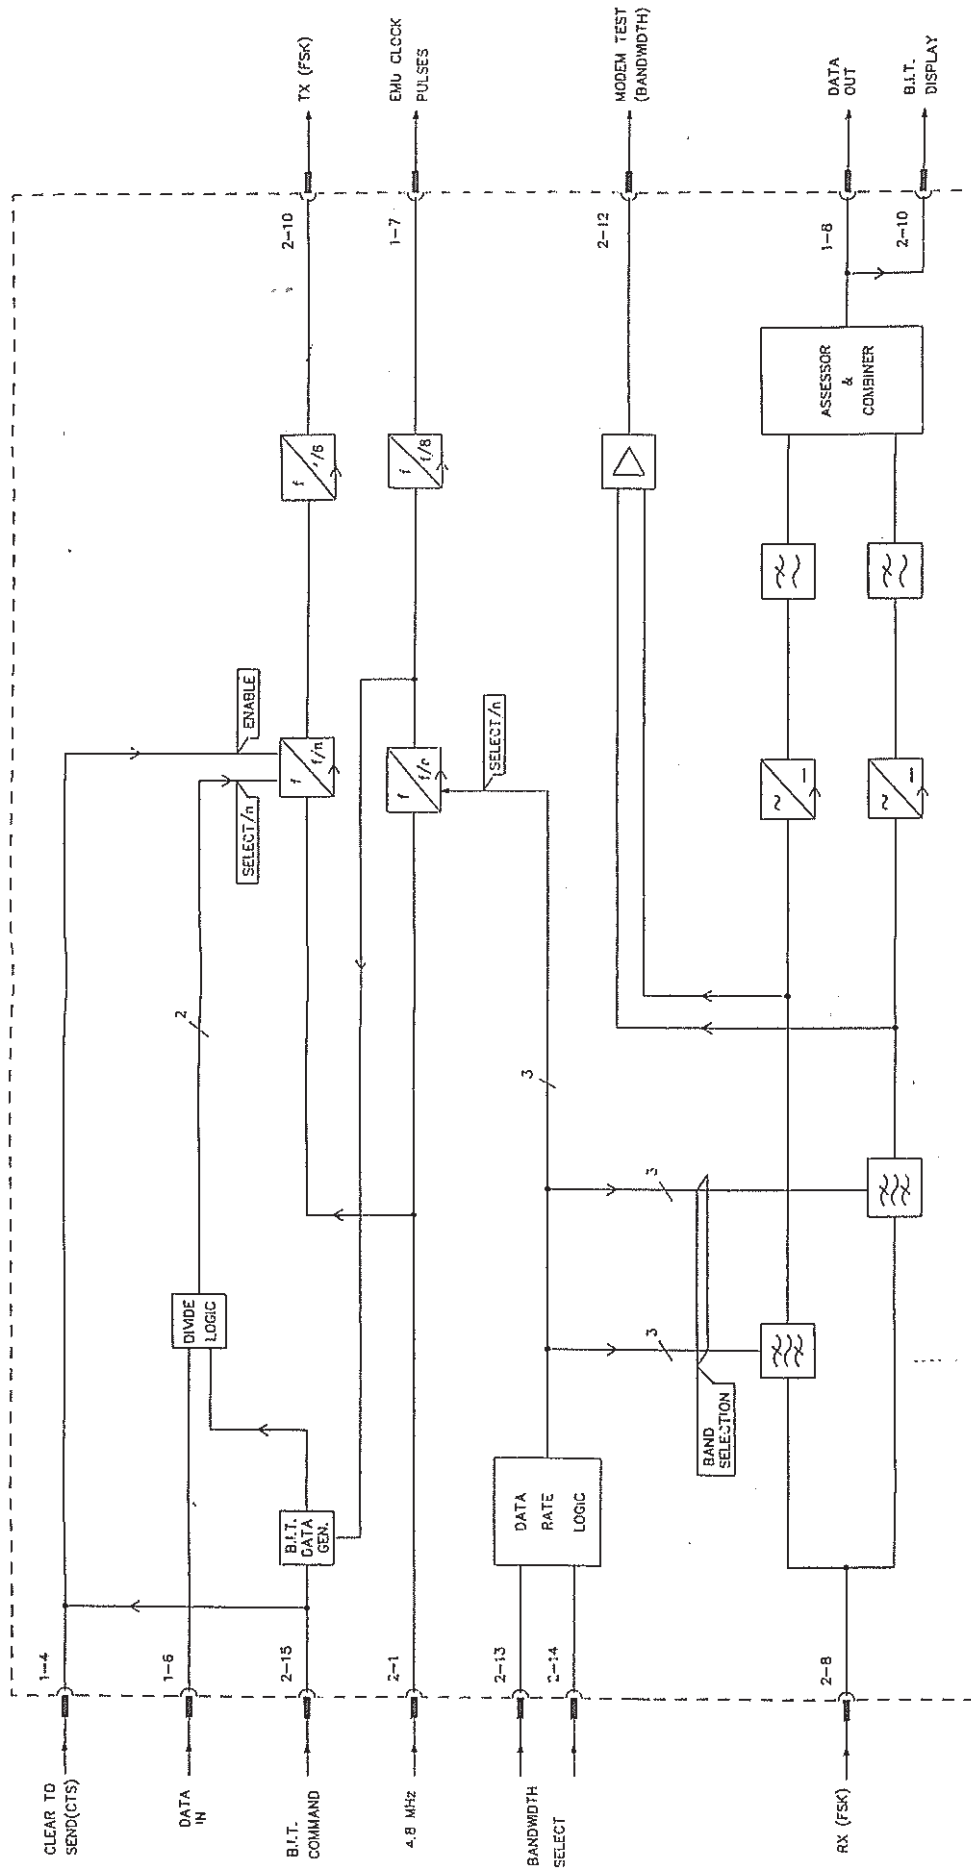 CLEAR TO
SEND(CTS)
1-4
DATA
IN
1-6
B.I.T.
COMMAND
2-15
4.8 MHz
2-1
BANDWIDTH
SELECT
2-13
2-14
RX (FSK)
2-8
B.I.T.
DATA
GEN.
DIVIDE
LOGIC
2
SELECT/n
ENABLE
f
f/n
f
/6
2-10
TX (FSK)
f
SELECT/n
f
f/8
1-7
EMU CLOCK
PULSES
DATA
RATE
LOGIC
3
3
3
BAND
SELECTION
2-12
MODEM TEST
(BANDWIDTH)
ASSESSOR
&
COMBINER
1-8
DATA
OUT
2-10
B.I.T.
DISPLAY